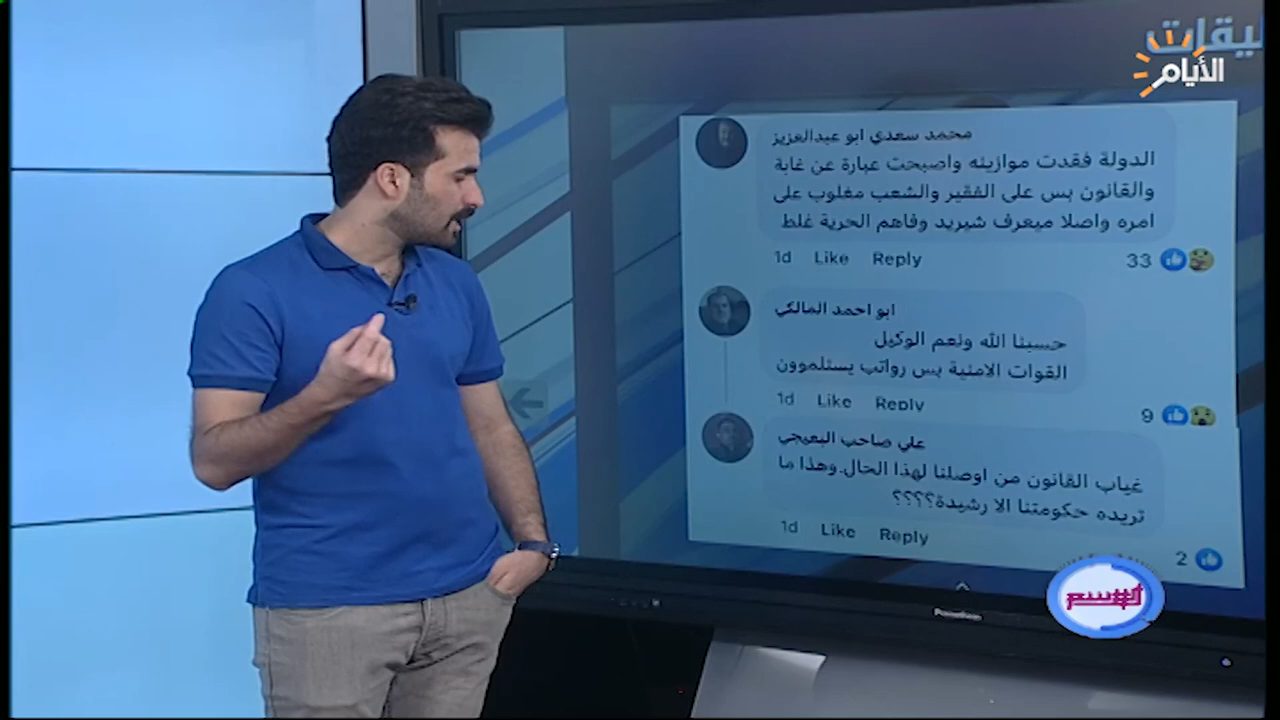 الأيام
محمد سعدي ابو عبدالعزيز
الدولة فقدت موازينه واصبحت عبارة عن غابة
والقانون بس على الفقير والشعب مغلوب على
امره واصلا ميعرف شيريد وفاهم الحرية غلط
1d Like Reply 33
ابو احمد المالكي
حسبنا الله ونعم الوكيل
القوات الامنية بس رواتب يستلموون
1d Like Reply 9
علي صاحب البعيجي
غياب القانون من اوصلنا لهذا الحال.وهذا ما
تريده حكومتنا الا رشيدة؟؟؟؟
1d Like Reply 2